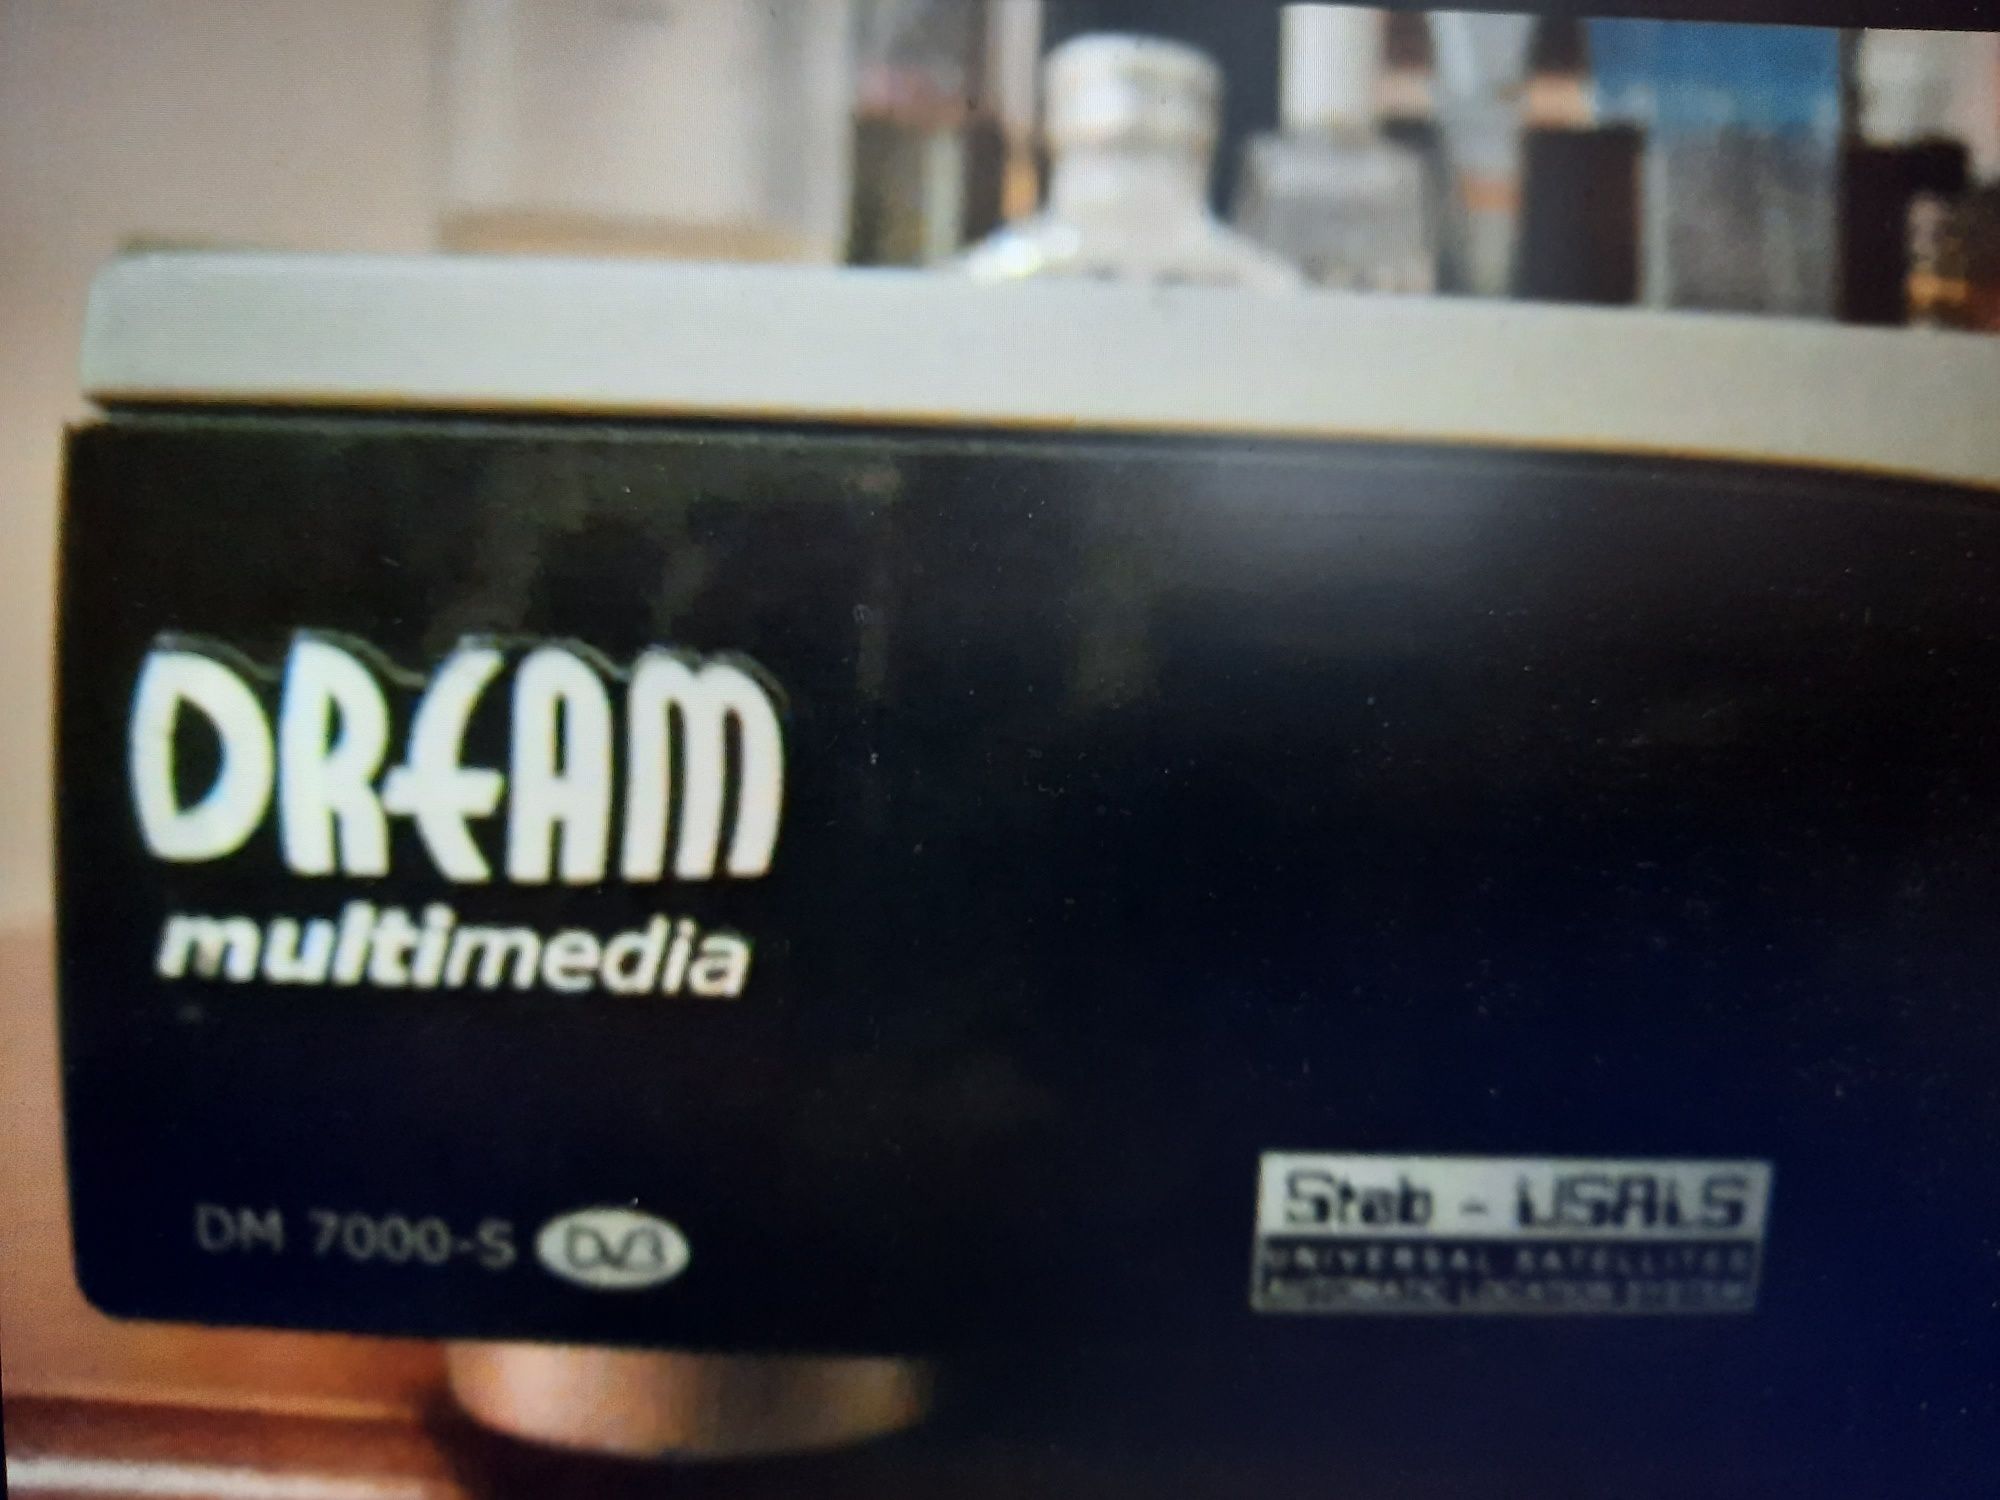 DREAM
multimedia
DM 7000-S DVB
Stab - USALS
UNIVERSAL SATELLITES
AUTOMATIC LOCATION SYSTEM